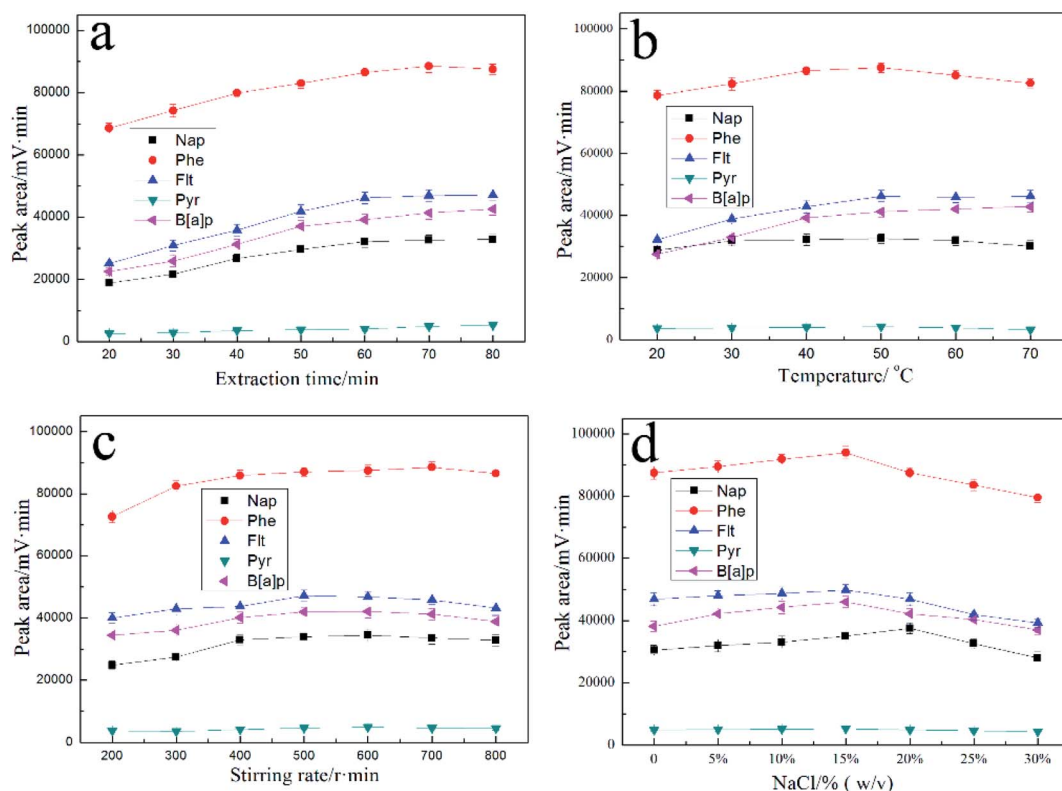 a
Peak area/mV·min
100000
80000
60000
40000
20000
0
Nap
Phe
Flt
Pyr
B[a]p
20 30 40 50 60 70 80
Extraction time/min
b
Peak area/mV·min
100000
80000
60000
40000
20000
0
Nap
Phe
Flt
Pyr
B[a]p
20 30 40 50 60 70
Temperature/ °C
c
Peak area/mV·min
100000
80000
60000
40000
20000
0
Nap
Phe
Flt
Pyr
B[a]p
200 300 400 500 600 700 800
Stirring rate/r·min
d
Peak area/mV·min
100000
80000
60000
40000
20000
0
Nap
Phe
Flt
Pyr
B[a]p
0 5% 10% 15% 20% 25% 30%
NaCl/% ( w/v)